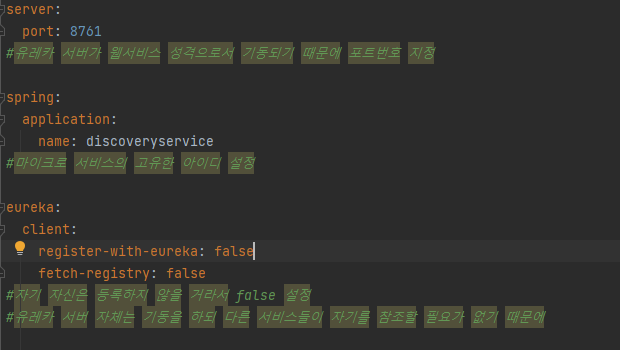 server:
  port: 8761
#유레카 서버가 웹서비스 성격으로서 기동되기 때문에 포트번호 지정
spring:
  application:
    name: discoveryservice
#마이크로 서비스의 고유한 아이디 설정
eureka:
  client:
    register-with-eureka: false
    fetch-registry: false
#자기 자신은 등록하지 않을 거라서 false 설정
#유레카 서버 자체는 기동을 하되 다른 서비스들이 자기를 참조할 필요가 없기 때문에